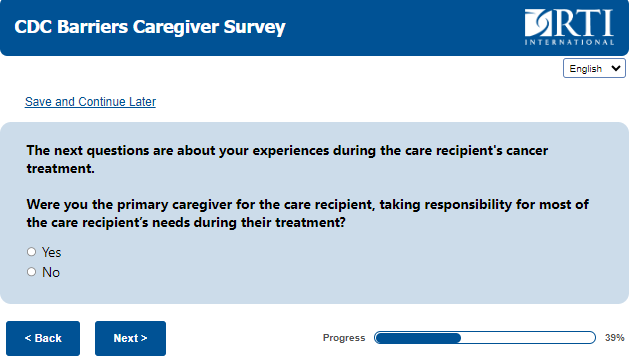 CDC Barriers Caregiver Survey
RTI
INTERNATIONAL
English
Save and Continue Later
The next questions are about your experiences during the care recipient's cancer
treatment.
Were you the primary caregiver for the care recipient, taking responsibility for most of
the care recipient’s needs during their treatment?
Yes
No
< Back
Next >
Progress
39%